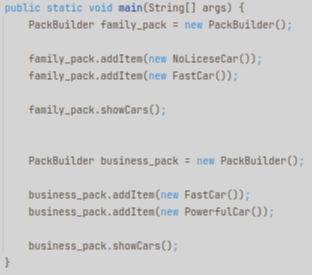 public static void main(String[] args) {
PackBuilder family_pack = new PackBuilder();
family_pack.addItem(new NoLiceseCar());
family_pack.addItem(new FastCar());
family_pack.showCars();
PackBuilder business_pack = new PackBuilder();
business_pack.addItem(new FastCar());
business_pack.addItem(new PowerfulCar());
business_pack.showCars();
}